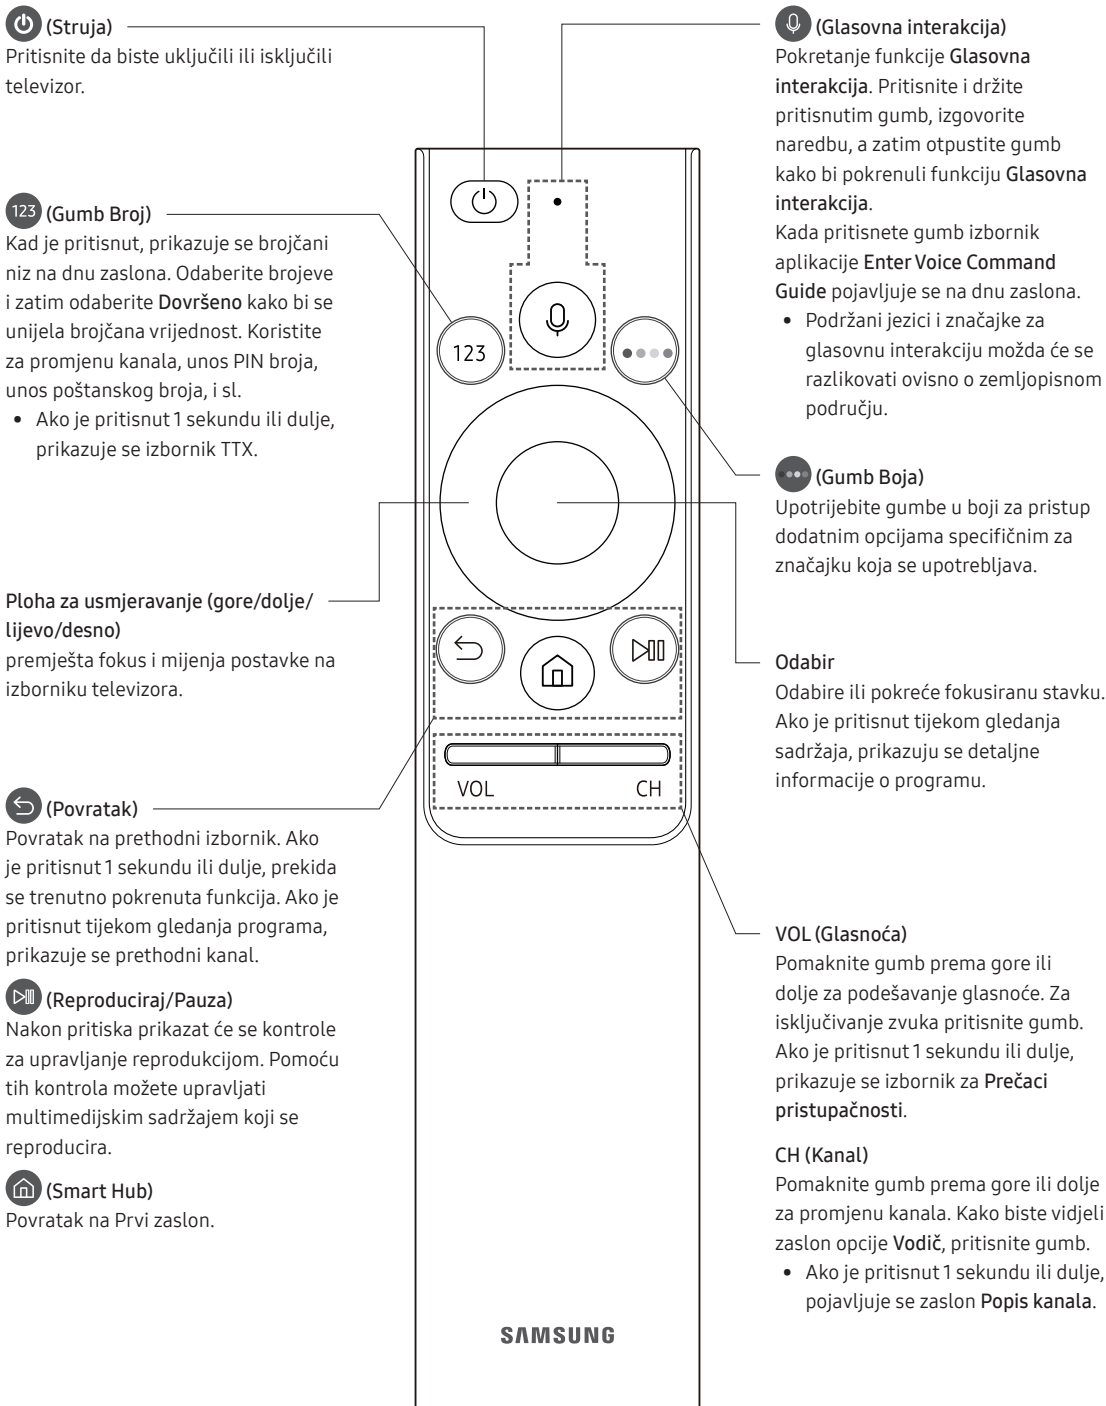 (Struja)
Pritisnite da biste uključili ili isključili
televizor.
123 (Gumb Broj)
Kad je pritisnut, prikazuje se brojčani
niz na dnu zaslona. Odaberite brojeve
i zatim odaberite Dovršeno kako bi se
unijela brojčana vrijednost. Koristite
za promjenu kanala, unos PIN broja,
unos poštanskog broja, i sl.
• Ako je pritisnut 1 sekundu ili dulje,
prikazuje se izbornik TTX.
Ploha za usmjeravanje (gore/dolje/
lijevo/desno)
premješta fokus i mijenja postavke na
izborniku televizora.
(Povratak)
Povratak na prethodni izbornik. Ako
je pritisnut 1 sekundu ili dulje, prekida
se trenutno pokrenuta funkcija. Ako je
pritisnut tijekom gledanja programa,
prikazuje se prethodni kanal.
(Reproduciraj/Pauza)
Nakon pritiska prikazat će se kontrole
za upravljanje reprodukcijom. Pomoću
tih kontrola možete upravljati
multimedijskim sadržajem koji se
reproducira.
(Smart Hub)
Povratak na Prvi zaslon.
123
VOL
CH
SAMSUNG
(Glasovna interakcija)
Pokretanje funkcije Glasovna
interakcija. Pritisnite i držite
pritisnutim gumb, izgovorite
naredbu, a zatim otpustite gumb
kako bi pokrenuli funkciju Glasovna
interakcija.
Kada pritisnete gumb izbornik
aplikacije Enter Voice Command
Guide pojavljuje se na dnu zaslona.
• Podržani jezici i značajke za
glasovnu interakciju možda će se
razlikovati ovisno o zemljopisnom
području.
(Gumb Boja)
Upotrijebite gumbe u boji za pristup
dodatnim opcijama specifičnim za
značajku koja se upotrebljava.
Odabir
Odabire ili pokreće fokusiranu stavku.
Ako je pritisnut tijekom gledanja
sadržaja, prikazuju se detaljne
informacije o programu.
VOL (Glasnoća)
Pomaknite gumb prema gore ili
dolje za podešavanje glasnoće. Za
isključivanje zvuka pritisnite gumb.
Ako je pritisnut 1 sekundu ili dulje,
prikazuje se izbornik za Prečaci
pristupačnosti.
CH (Kanal)
Pomaknite gumb prema gore ili dolje
za promjenu kanala. Kako biste vidjeli
zaslon opcije Vodič, pritisnite gumb.
• Ako je pritisnut 1 sekundu ili dulje,
pojavljuje se zaslon Popis kanala.